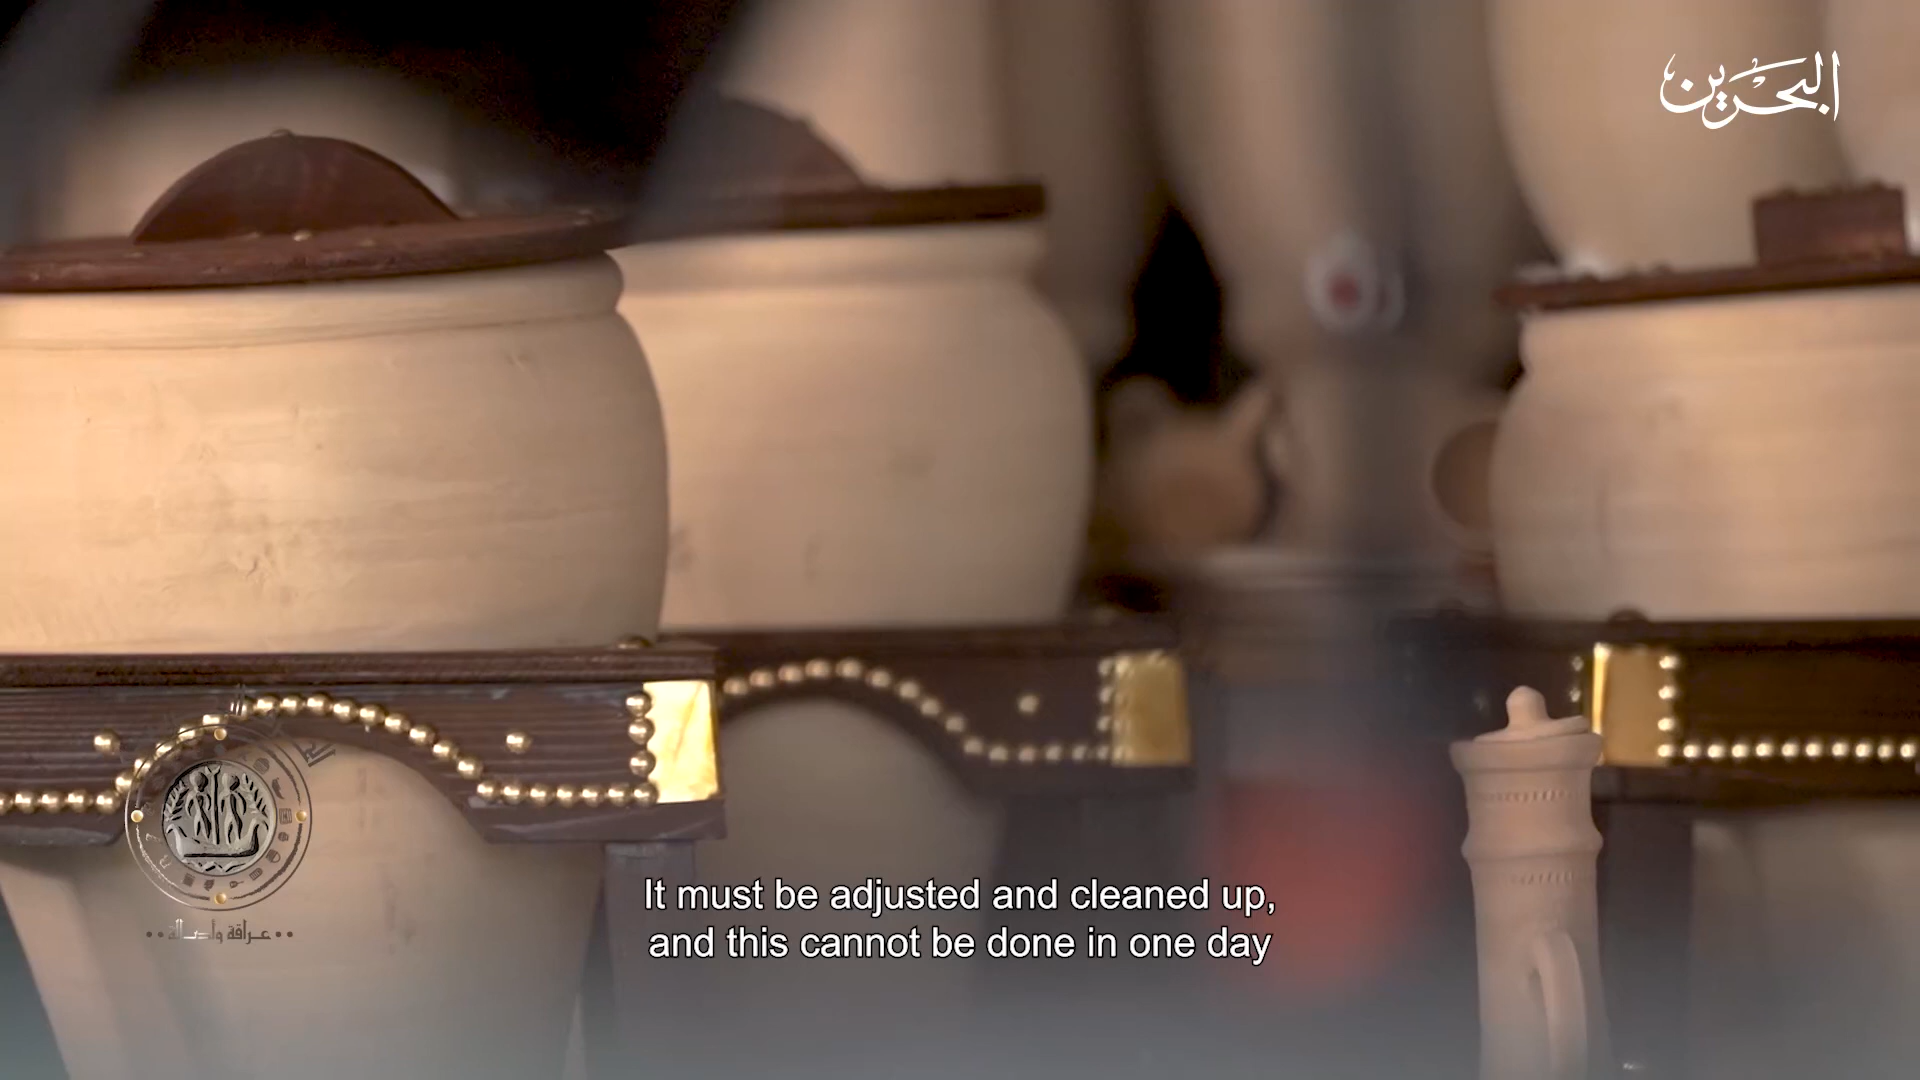 البحرين
It must be adjusted and cleaned up,
and this cannot be done in one day
عراقة وأصالة